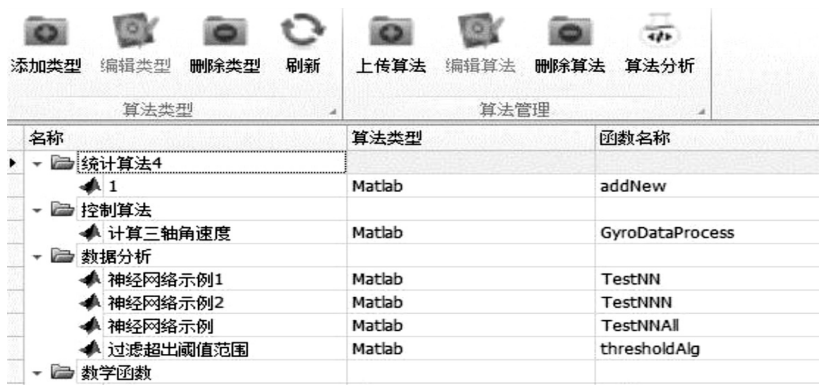 添加类型 编辑类型 删除类型 刷新 上传算法 编辑算法 删除算法 算法分析
算法类型 算法管理
名称 算法类型 函数名称
统计算法4
1 Matlab addNew
控制算法
计算三轴角速度 Matlab GyroDataProcess
数据分析
神经网络示例1 Matlab TestNN
神经网络示例2 Matlab TestNNN
神经网络示例 Matlab TestNNAll
过滤超出阈值范围 Matlab thresholdAlg
数学函数